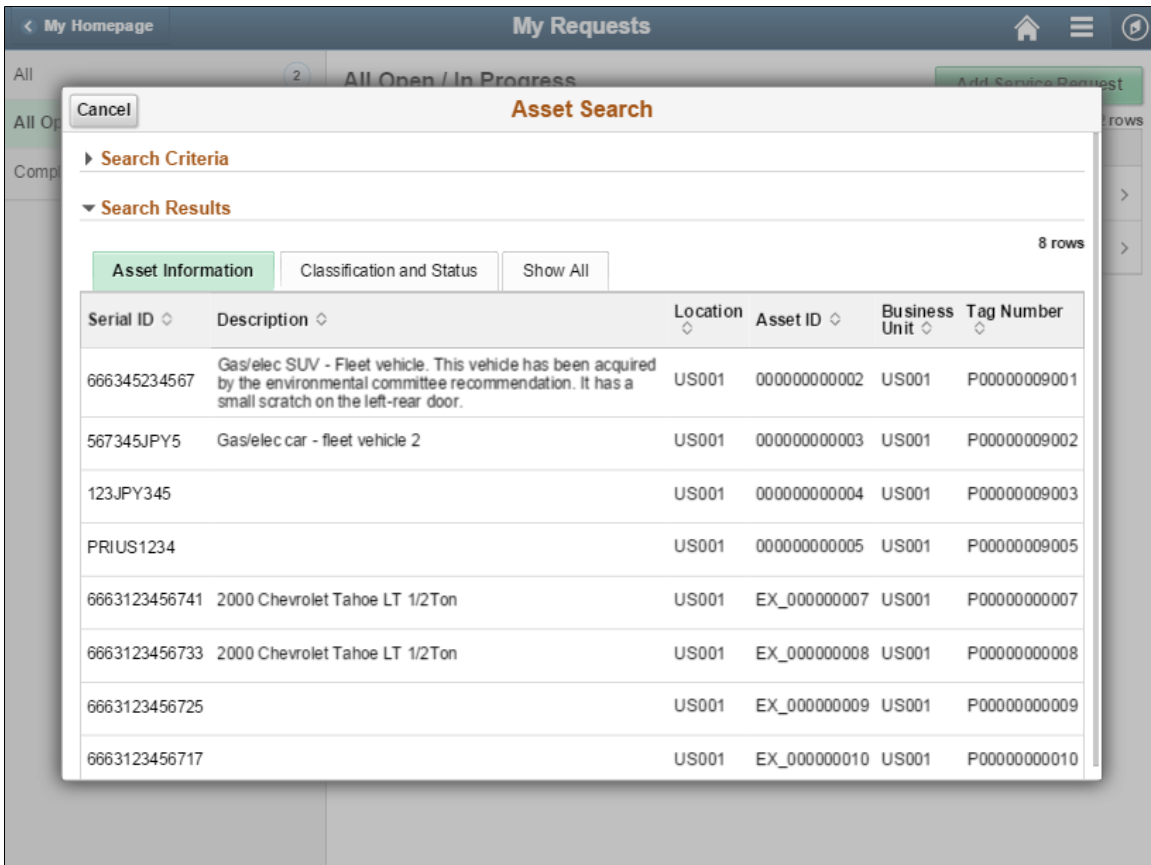 My Homepage
My Requests
All
2
All Open / In Progress
Add Service Request
Cancel
Asset Search
All Op
rows
Search Criteria
Compl
Search Results
8 rows
Asset Information
Classification and Status
Show All
Serial ID Description Location Asset ID Business Unit Tag Number
666345234567 Gas/elec SUV - Fleet vehicle. This vehicle has been acquired
by the environmental committee recommendation. It has a
small scratch on the left-rear door. US001 000000000002 US001 P00000009001
567345JPY5 Gas/elec car - fleet vehicle 2 US001 000000000003 US001 P00000009002
123JPY345 US001 000000000004 US001 P00000009003
PRIUS1234 US001 000000000005 US001 P00000009005
6663123456741 2000 Chevrolet Tahoe LT 1/2Ton US001 EX_000000007 US001 P00000000007
6663123456733 2000 Chevrolet Tahoe LT 1/2Ton US001 EX_000000008 US001 P00000000008
6663123456725 US001 EX_000000009 US001 P00000000009
6663123456717 US001 EX_000000010 US001 P00000000010